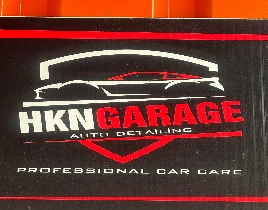 HKNGARAGE
AUTO DETAILING
PROFESSIONAL CAR CARE